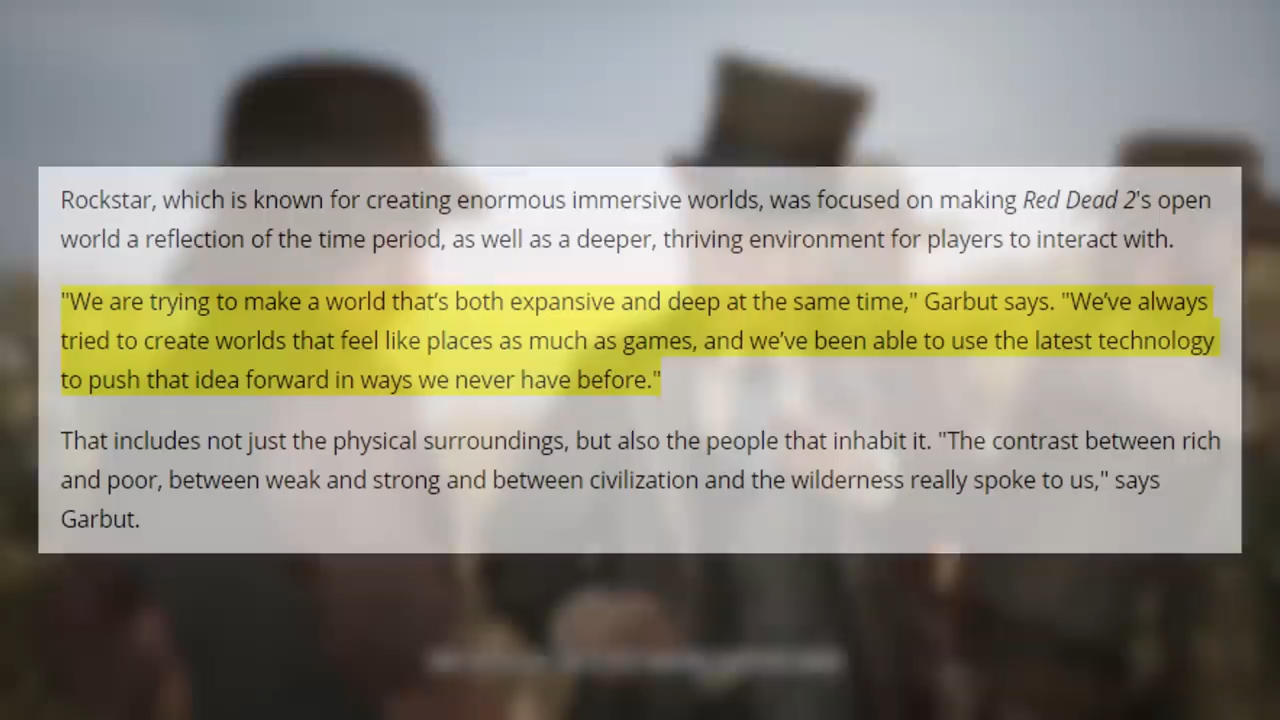 Rockstar, which is known for creating enormous immersive worlds, was focused on making Red Dead 2's open
world a reflection of the time period, as well as a deeper, thriving environment for players to interact with.
"We are trying to make a world that’s both expansive and deep at the same time," Garbut says. "We’ve always
tried to create worlds that feel like places as much as games, and we’ve been able to use the latest technology
to push that idea forward in ways we never have before."
That includes not just the physical surroundings, but also the people that inhabit it. "The contrast between rich
and poor, between weak and strong and between civilization and the wilderness really spoke to us," says
Garbut.